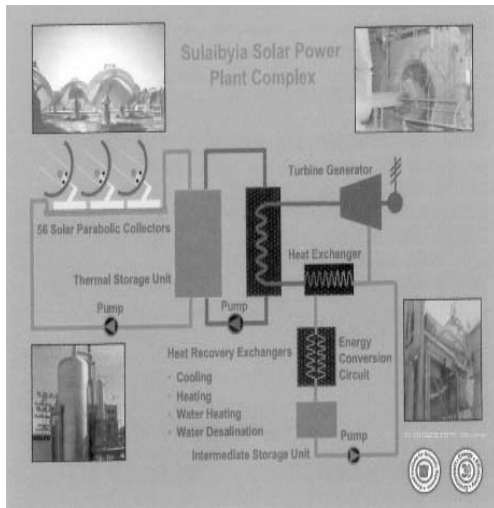 Sulaibyia Solar Power
Plant Complex
Turbine Generator
56 Solar Parabolic Collectors
Heat Exchanger
Thermal Storage Unit
Pump
Pump
Heat Recovery Exchangers
· Cooling
· Heating
· Water Heating
· Water Desalination
Energy
Conversion
Circuit
Pump
Intermediate Storage Unit